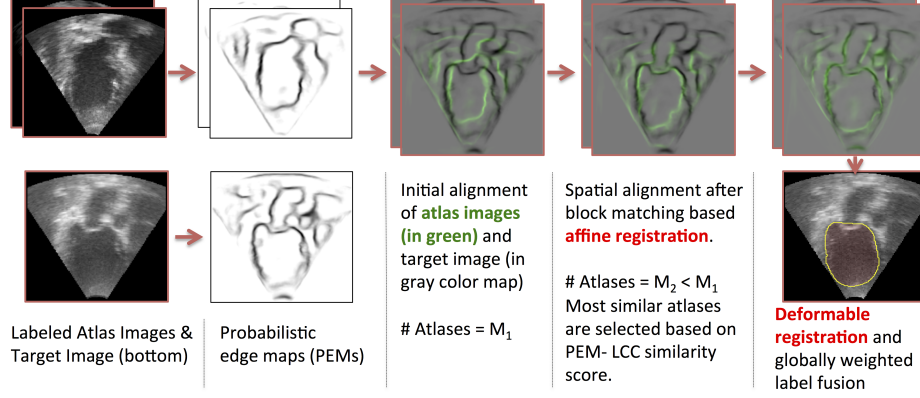 Labeled Atlas Images &
Target Image (bottom)
Probabilistic
edge maps (PEMs)
Initial alignment
of atlas images
(in green) and
target image (in
gray color map)
# Atlases = M₁
Spatial alignment after
block matching based
affine registration.
# Atlases = M₂ < M₁
Most similar atlases
are selected based on
PEM- LCC similarity
score.
Deformable
registration and
globally weighted
label fusion